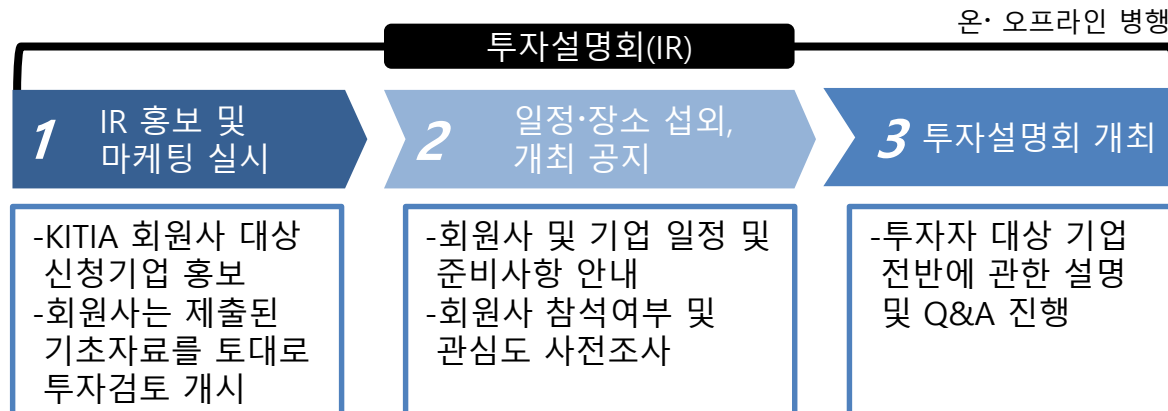 온· 오프라인 병행
투자설명회(IR)
1
IR 홍보 및
마케팅 실시
2
일정·장소 섭외,
개최 공지
3 투자설명회 개최
-KITIA 회원사 대상
신청기업 홍보
-회원사는 제출된
기초자료를 토대로
투자검토 개시
-회원사 및 기업 일정 및
준비사항 안내
-회원사 참석여부 및
관심도 사전조사
-투자자 대상 기업
전반에 관한 설명
및 Q&A 진행